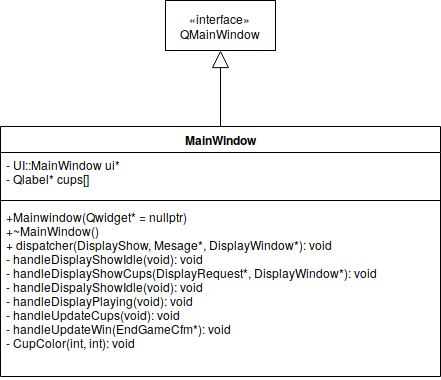 «interface»
QMainWindow
MainWindow
- UI::MainWindow ui*
- Qlabel* cups[]
+Mainwindow(Qwidget* = nullptr)
+~MainWindow()
+ dispatcher(DisplayShow, Mesage*, DisplayWindow*): void
- handleDisplayShowIdle(void): void
- handleDisplayShowCups(DisplayRequest*, DisplayWindow*): void
- handleDispalyShowIdle(void): void
- handleDisplayPlaying(void): void
- handleUpdateCups(void): void
- handleUpdateWin(EndGameCfm*): void
- CupColor(int, int): void